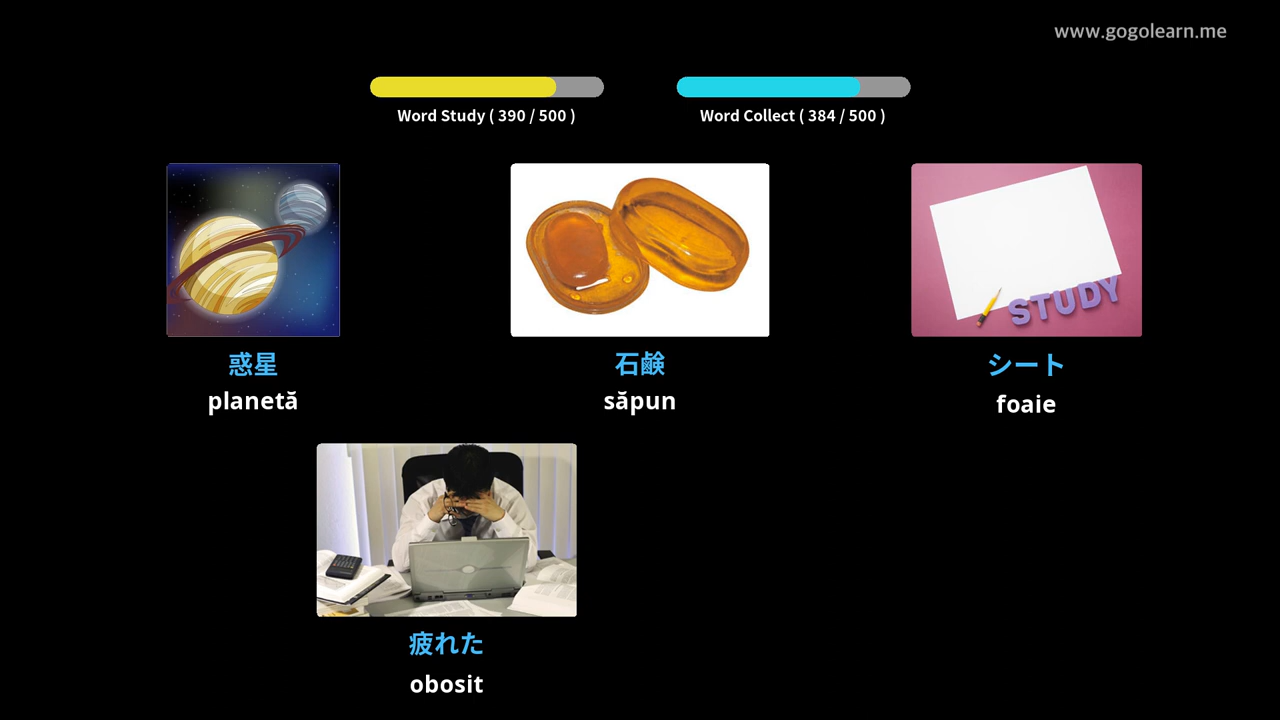 www.gogolearn.me
Word Study ( 390 / 500 )
Word Collect ( 384 / 500 )
STUDY
惑星
planetă
石鹸
săpun
シート
foaie
疲れた
obosit